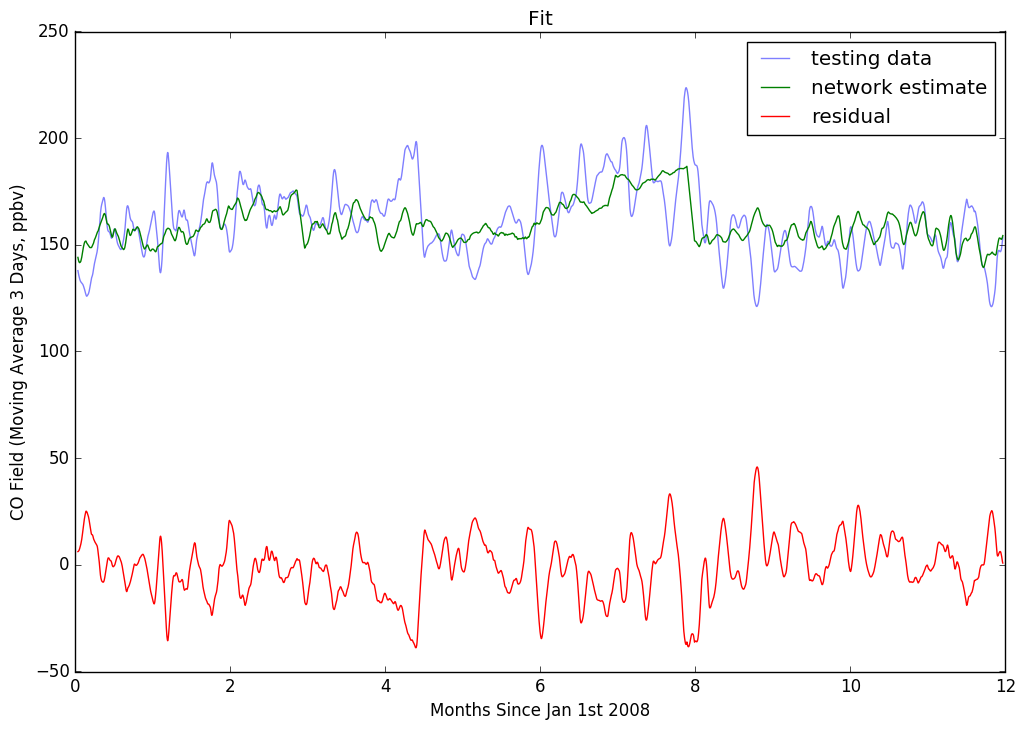 Fit
250
200
150
100
50
0
−50
CO Field (Moving Average 3 Days, ppbv)
testing data
network estimate
residual
0 2 4 6 8 10 12
Months Since Jan 1st 2008